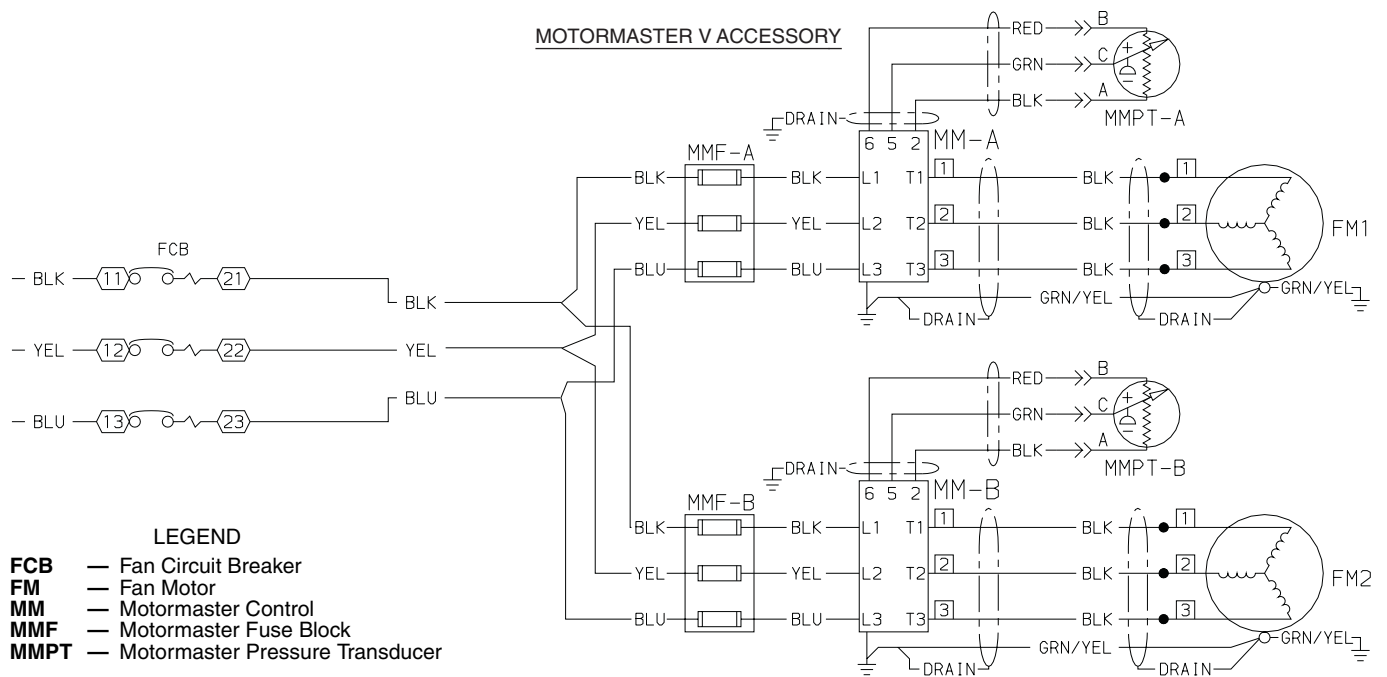 MOTORMASTER V ACCESSORY
RED B
GRN C
BLK A
MMPT-A
DRAIN
6 5 2 MM-A
MMF-A
BLK BLK L1 T1 1 BLK 1
YEL YEL L2 T2 2 BLK 2
FM1
BLU BLU L3 T3 3 BLK 3
GRN/YEL GRN/YEL
DRAIN DRAIN
FCB
BLK 11 21 BLK
YEL 12 22 YEL
BLU 13 23 BLU
RED B
GRN C
BLK A
MMPT-B
DRAIN
6 5 2 MM-B
MMF-B
BLK BLK L1 T1 1 BLK 1
YEL YEL L2 T2 2 BLK 2
FM2
BLU BLU L3 T3 3 BLK 3
GRN/YEL GRN/YEL
DRAIN DRAIN
LEGEND
FCB — Fan Circuit Breaker
FM — Fan Motor
MM — Motormaster Control
MMF — Motormaster Fuse Block
MMPT — Motormaster Pressure Transducer